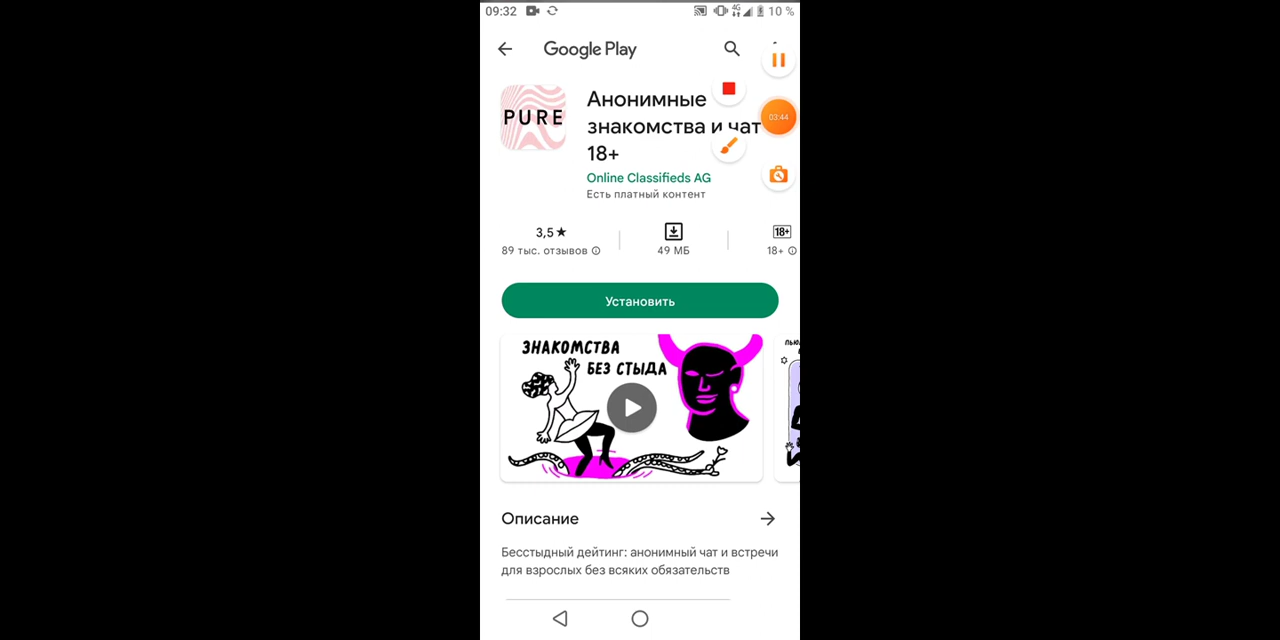 09:32
4G
10 %
Google Play
PURE
Анонимные
знакомства и чат
18+
03:44
Online Classifieds AG
Есть платный контент
3,5★
89 тыс. отзывов
49 МБ
18+
18+
Установить
ЗНАКОМСТВА
БЕЗ СТЫДА
Описание
Бесстыдный дейтинг: анонимный чат и встречи
для взрослых без всяких обязательств